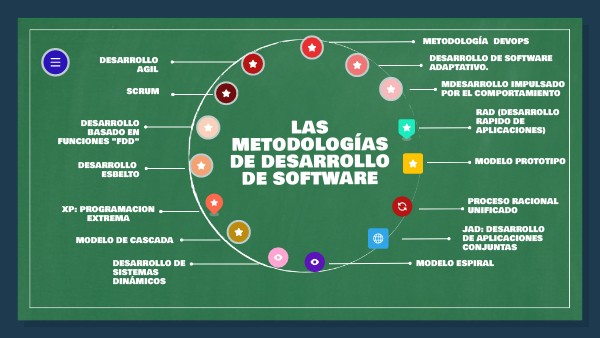 LAS
METODOLOGÍAS
DE DESARROLLO
DE SOFTWARE
METODOLOGÍA DEVOPS
DESARROLLO DE SOFTWARE
ADAPTATIVO.
MDESARROLLO IMPULSADO
POR EL COMPORTAMIENTO
RAD (DESARROLLO
RAPIDO DE
APLICACIONES)
MODELO PROTOTIPO
PROCESO RACIONAL
UNIFICADO
JAD: DESARROLLO
DE APLICACIONES
CONJUNTAS
MODELO ESPIRAL
DESARROLLO
AGIL
SCRUM
DESARROLLO
BASADO EN
FUNCIONES "FDD"
DESARROLLO
ESBELTO
XP: PROGRAMACION
EXTREMA
MODELO DE CASCADA
DESARROLLO DE
SISTEMAS
DINÁMICOS